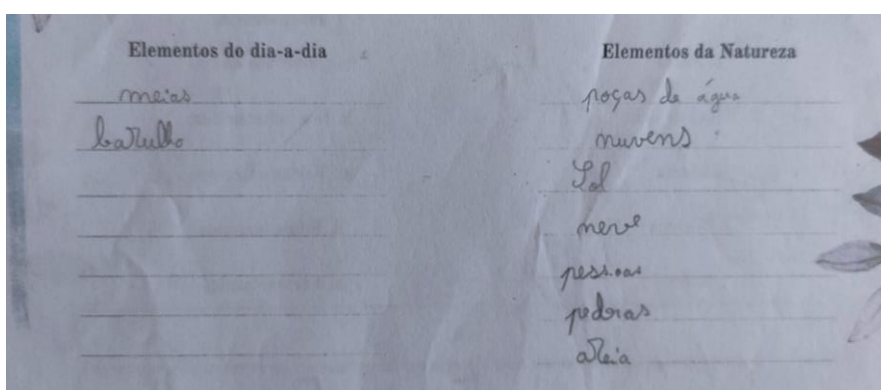 Elementos do dia-a-dia
meias
barulho
Elementos da Natureza
poças de água
nuvens
Sol
neve
pessoas
pedras
areia